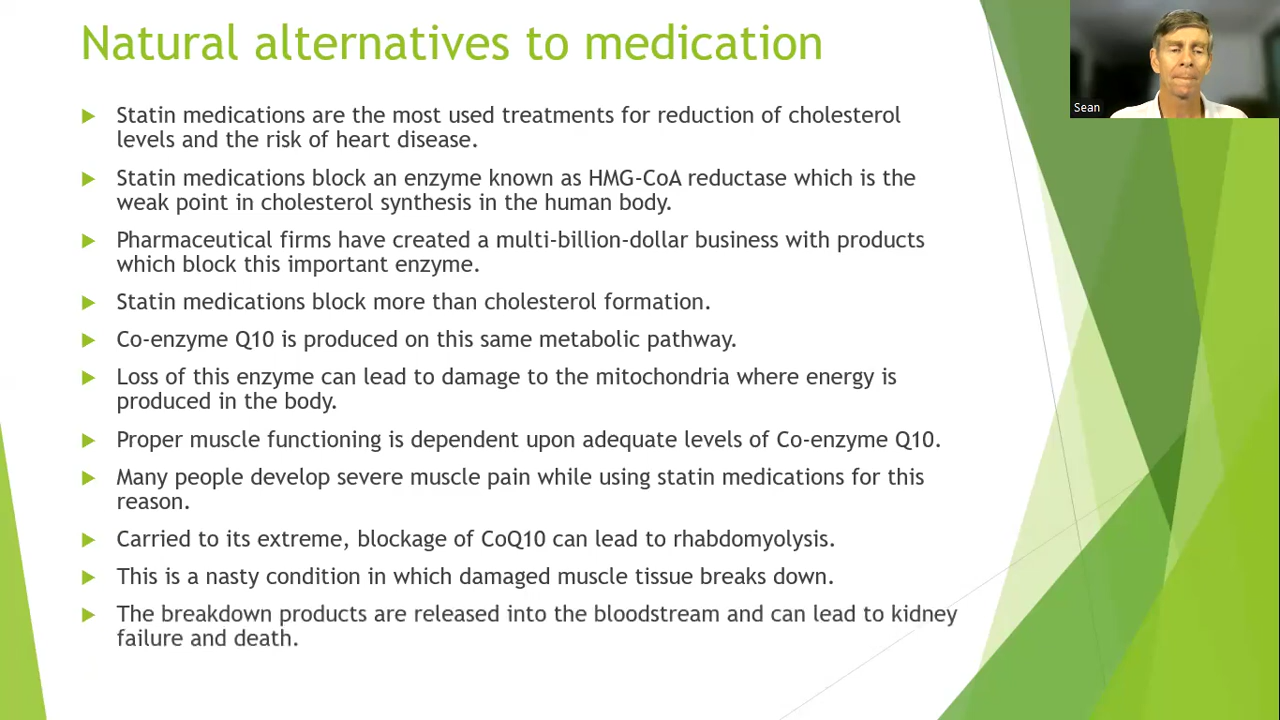 Natural alternatives to medication
Sean
Statin medications are the most used treatments for reduction of cholesterol
levels and the risk of heart disease.
Statin medications block an enzyme known as HMG-CoA reductase which is the
weak point in cholesterol synthesis in the human body.
Pharmaceutical firms have created a multi-billion-dollar business with products
which block this important enzyme.
Statin medications block more than cholesterol formation.
Co-enzyme Q10 is produced on this same metabolic pathway.
Loss of this enzyme can lead to damage to the mitochondria where energy is
produced in the body.
Proper muscle functioning is dependent upon adequate levels of Co-enzyme Q10.
Many people develop severe muscle pain while using statin medications for this
reason.
Carried to its extreme, blockage of CoQ10 can lead to rhabdomyolysis.
This is a nasty condition in which damaged muscle tissue breaks down.
The breakdown products are released into the bloodstream and can lead to kidney
failure and death.